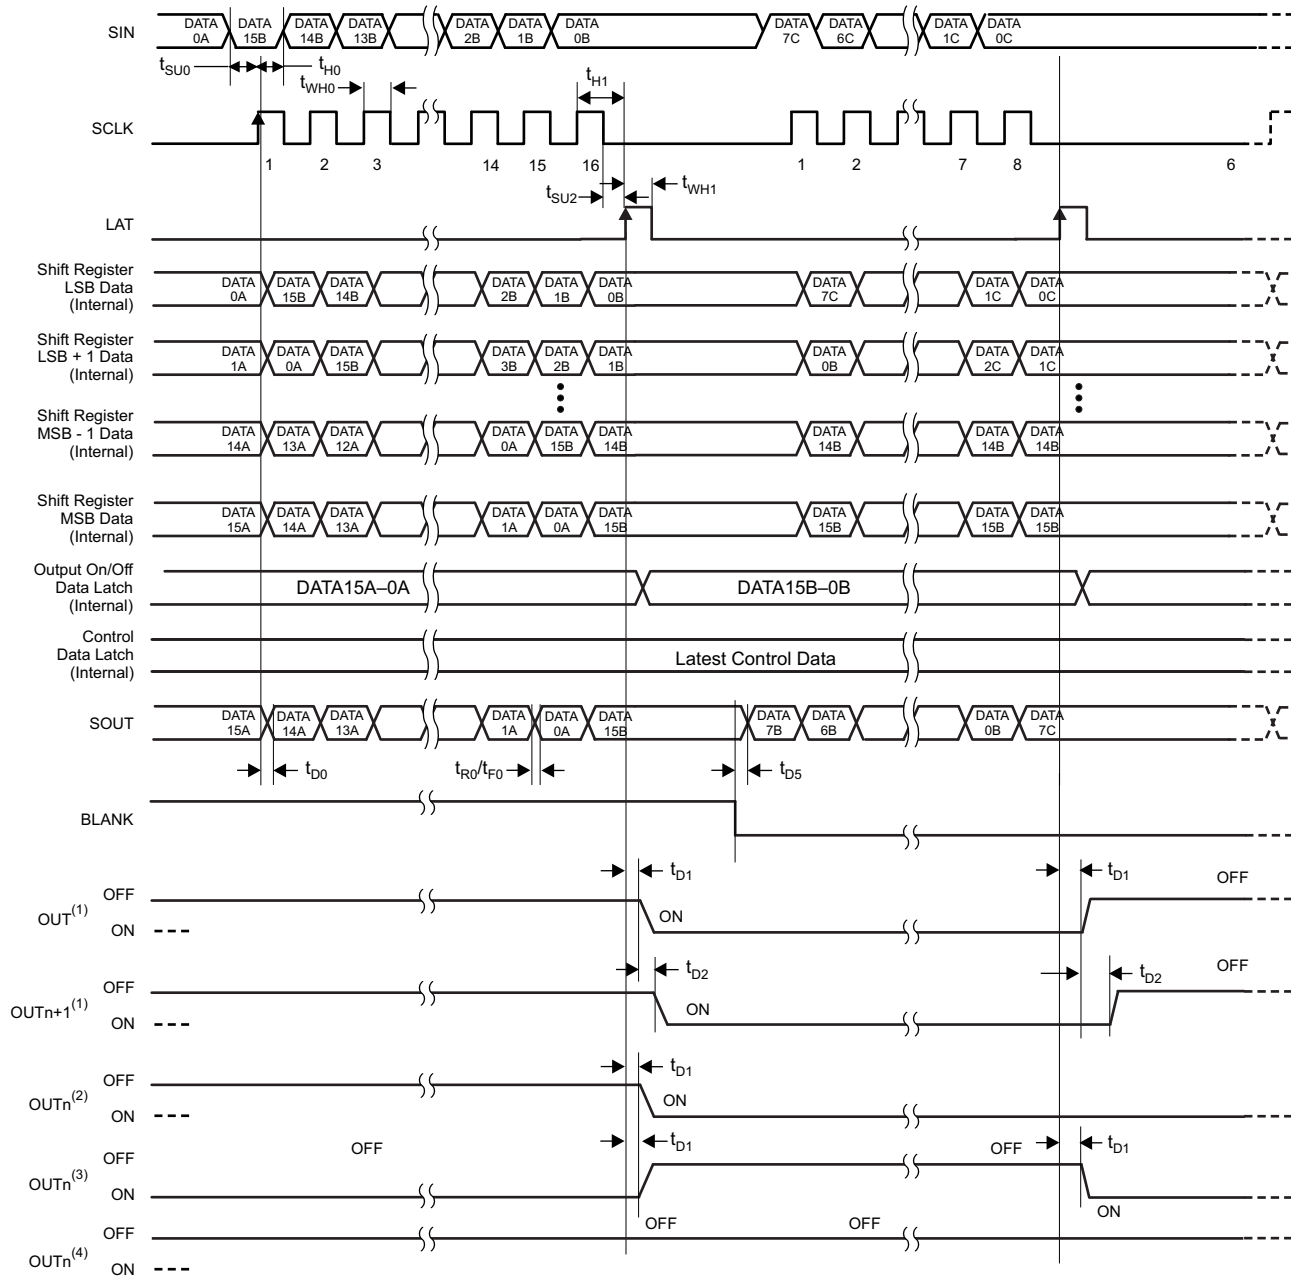 SIN
DATA 0A
DATA 15B
DATA 14B
DATA 13B
DATA 2B
DATA 1B
DATA 0B
DATA 7C
DATA 6C
DATA 1C
DATA 0C
tSU0
tH0
tWH0
tH1
SCLK
1
2
3
14
15
16
1
2
7
8
6
tSU2
tWH1
LAT
Shift Register
LSB Data
(Internal)
DATA 0A
DATA 15B
DATA 14B
DATA 2B
DATA 1B
DATA 0B
DATA 7C
DATA 1C
DATA 0C
Shift Register
LSB + 1 Data
(Internal)
DATA 1A
DATA 0A
DATA 15B
DATA 3B
DATA 2B
DATA 1B
DATA 0B
DATA 2C
DATA 1C
Shift Register
MSB - 1 Data
(Internal)
DATA 14A
DATA 13A
DATA 12A
DATA 0A
DATA 15B
DATA 14B
DATA 14B
DATA 14B
DATA 14B
Shift Register
MSB Data
(Internal)
DATA 15A
DATA 14A
DATA 13A
DATA 1A
DATA 0A
DATA 15B
DATA 15B
DATA 15B
DATA 15B
Output On/Off
Data Latch
(Internal)
DATA15A–0A
DATA15B–0B
Control
Data Latch
(Internal)
Latest Control Data
SOUT
DATA 15A
DATA 14A
DATA 13A
DATA 1A
DATA 0A
DATA 15B
DATA 7B
DATA 6B
DATA 0B
DATA 7C
tD0
tR0/tF0
tD5
BLANK
tD1
tD1
OFF
OUT(1)
ON
ON
OFF
tD2
tD2
OFF
OUTn+1(1)
ON
ON
OFF
tD1
OFF
OUTn(2)
ON
ON
tD1
tD1
OFF
OUTn(3)
ON
OFF
OFF
ON
OFF
OUTn(4)
ON
OFF
OFF